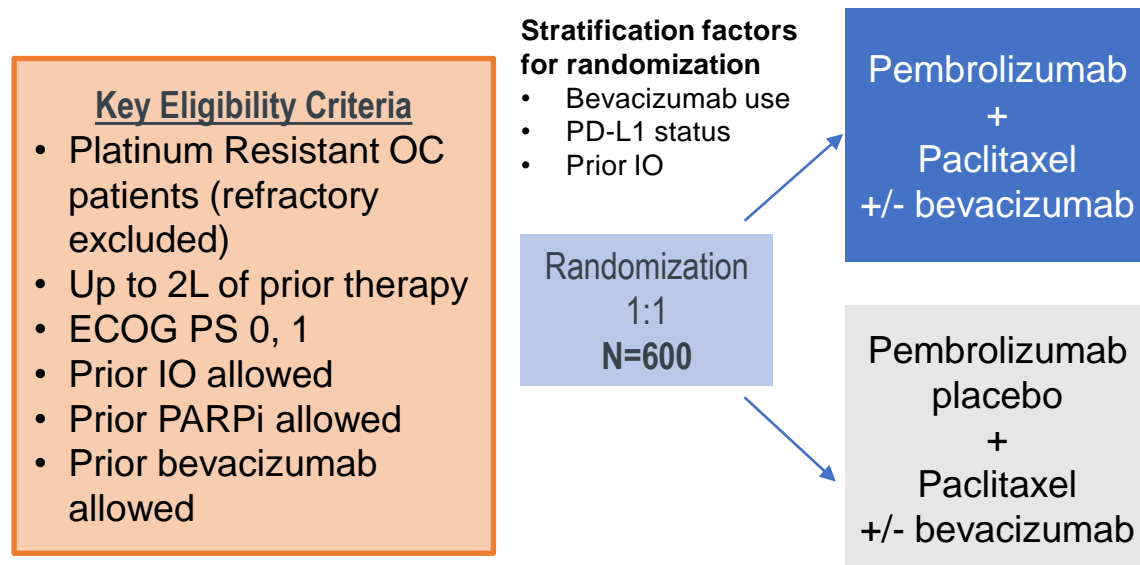 Key Eligibility Criteria
• Platinum Resistant OC
patients (refractory
excluded)
• Up to 2L of prior therapy
• ECOG PS 0, 1
• Prior IO allowed
• Prior PARPi allowed
• Prior bevacizumab
allowed
Stratification factors
for randomization
• Bevacizumab use
• PD-L1 status
• Prior IO
Randomization
1:1
N=600
Pembrolizumab
+
Paclitaxel
+/- bevacizumab
Pembrolizumab
placebo
+
Paclitaxel
+/- bevacizumab